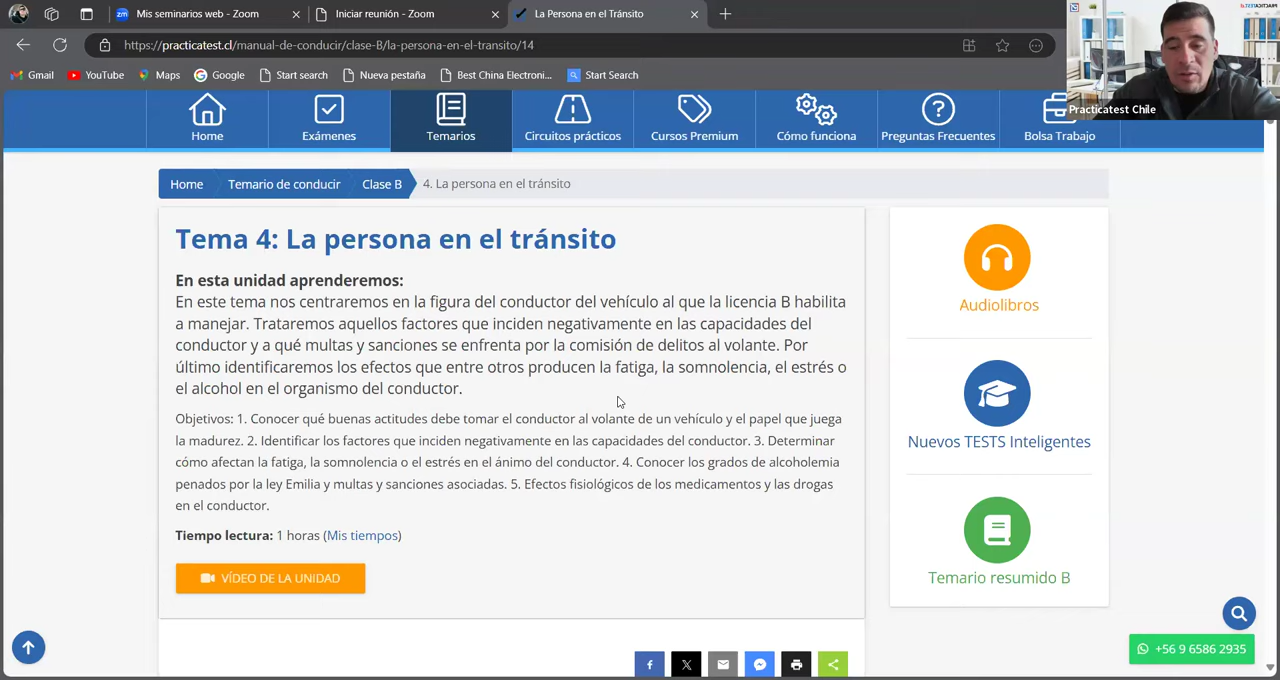 Mis seminarios web - Zoom
Iniciar reunión - Zoom
La Persona en el Tránsito
https://practicatest.cl/manual-de-conducir/clase-B/la-persona-en-el-transito/14
Gmail
YouTube
Maps
Google
Start search
Nueva pestaña
Best China Electroni...
Start Search
Practicatest Chile
Home
Exámenes
Temarios
Circuitos prácticos
Cursos Premium
Cómo funciona
Preguntas Frecuentes
Bolsa Trabajo
Home
Temario de conducir
Clase B
4. La persona en el tránsito
Tema 4: La persona en el tránsito
En esta unidad aprenderemos:
En este tema nos centraremos en la figura del conductor del vehículo al que la licencia B habilita
a manejar. Trataremos aquellos factores que inciden negativamente en las capacidades del
conductor y a qué multas y sanciones se enfrenta por la comisión de delitos al volante. Por
último identificaremos los efectos que entre otros producen la fatiga, la somnolencia, el estrés o
el alcohol en el organismo del conductor.
Objetivos: 1. Conocer qué buenas actitudes debe tomar el conductor al volante de un vehículo y el papel que juega
la madurez. 2. Identificar los factores que inciden negativamente en las capacidades del conductor. 3. Determinar
cómo afectan la fatiga, la somnolencia o el estrés en el ánimo del conductor. 4. Conocer los grados de alcoholemia
penados por la ley Emilia y multas y sanciones asociadas. 5. Efectos fisiológicos de los medicamentos y las drogas
en el conductor.
Tiempo lectura: 1 horas (Mis tiempos)
VÍDEO DE LA UNIDAD
Audiolibros
Nuevos TESTS Inteligentes
Temario resumido B
+56 9 6586 2935